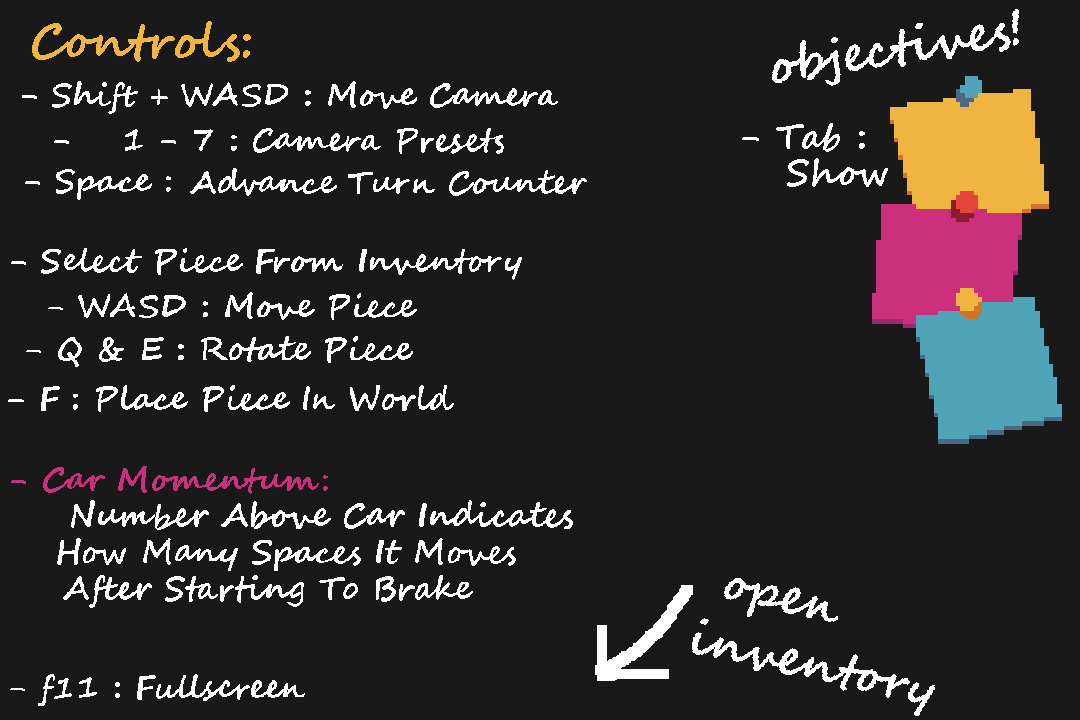 Controls:
- Shift + WASD : Move Camera
- 1 - 7 : Camera Presets
- Space : Advance Turn Counter
- Select Piece From Inventory
- WASD : Move Piece
- Q & E : Rotate Piece
- F : Place Piece In World
- Car Momentum:
Number Above Car Indicates
How Many Spaces It Moves
After Starting To Brake
- f11 : Fullscreen
objectives!
- Tab :
Show
open
inventory